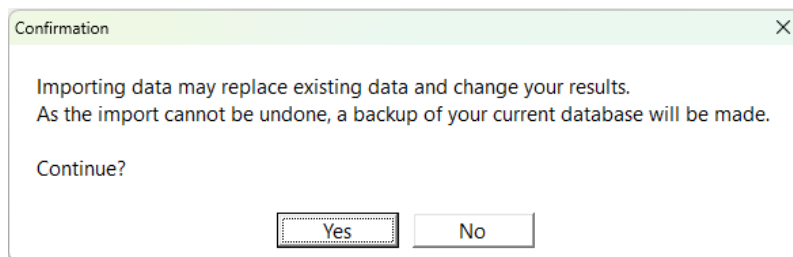 Confirmation
Importing data may replace existing data and change your results.
As the import cannot be undone, a backup of your current database will be made.
Continue?
Yes
No